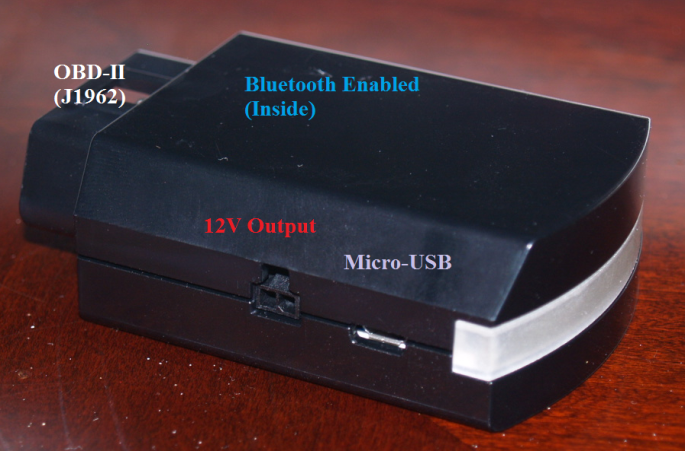 OBD-II
(J1962)
Bluetooth Enabled
(Inside)
12V Output
Micro-USB